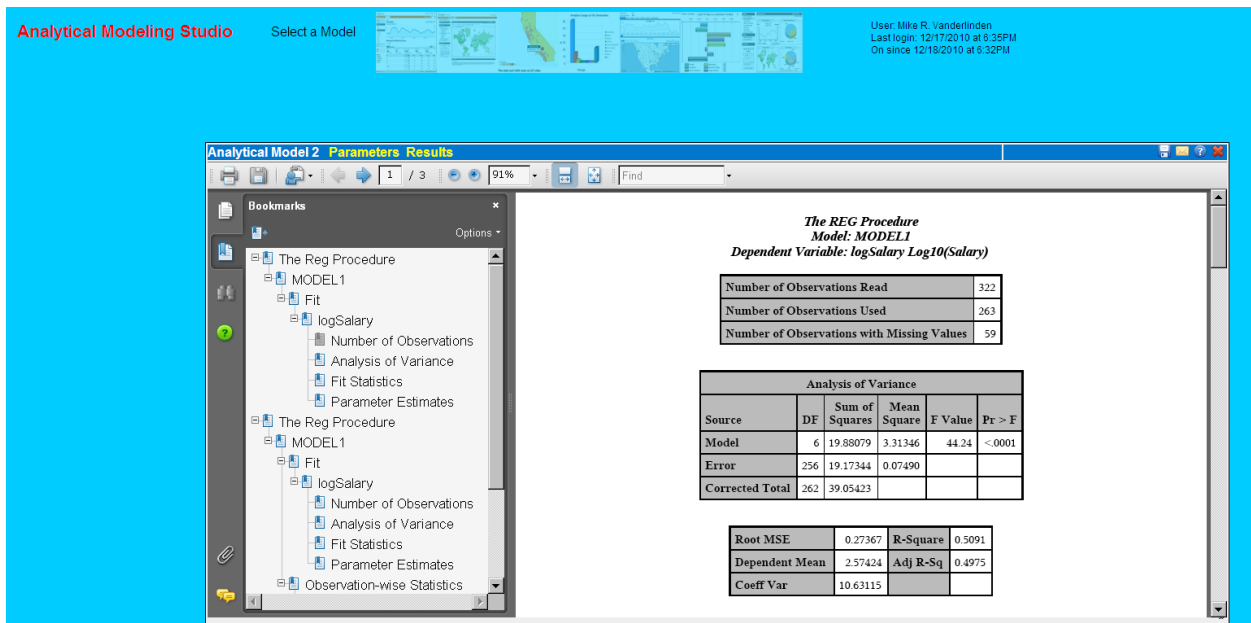 Analytical Modeling Studio
Select a Model
User: Mike R. Vanderlinden
Last login: 12/17/2010 at 6:35PM
On since 12/18/2010 at 6:32PM
Analytical Model 2 Parameters Results
1 / 3 91% Find
Bookmarks
Options
The Reg Procedure
MODEL1
Fit
logSalary
Number of Observations
Analysis of Variance
Fit Statistics
Parameter Estimates
The Reg Procedure
MODEL1
Fit
logSalary
Number of Observations
Analysis of Variance
Fit Statistics
Parameter Estimates
Observation-wise Statistics
The REG Procedure
Model: MODEL1
Dependent Variable: logSalary Log10(Salary)
Number of Observations Read 322
Number of Observations Used 263
Number of Observations with Missing Values 59
Analysis of Variance
Source DF Sum of Squares Mean Square F Value Pr > F
Model 6 19.88079 3.31346 44.24 <.0001
Error 256 19.17344 0.07490
Corrected Total 262 39.05423
Root MSE 0.27367 R-Square 0.5091
Dependent Mean 2.57424 Adj R-Sq 0.4975
Coeff Var 10.63115